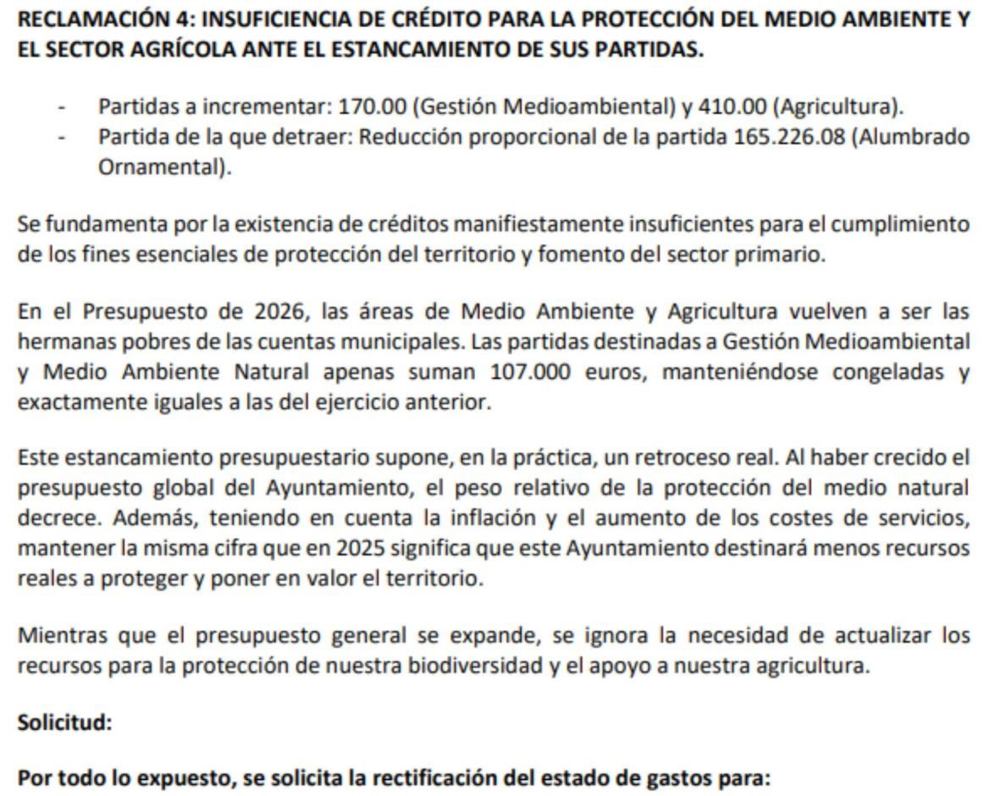 RECLAMACIÓN 4: INSUFICIENCIA DE CRÉDITO PARA LA PROTECCIÓN DEL MEDIO AMBIENTE Y
EL SECTOR AGRÍCOLA ANTE EL ESTANCAMIENTO DE SUS PARTIDAS.
- Partidas a incrementar: 170.00 (Gestión Medioambiental) y 410.00 (Agricultura).
- Partida de la que detraer: Reducción proporcional de la partida 165.226.08 (Alumbrado
Ornamental).
Se fundamenta por la existencia de créditos manifiestamente insuficientes para el cumplimiento
de los fines esenciales de protección del territorio y fomento del sector primario.
En el Presupuesto de 2026, las áreas de Medio Ambiente y Agricultura vuelven a ser las
hermanas pobres de las cuentas municipales. Las partidas destinadas a Gestión Medioambiental
y Medio Ambiente Natural apenas suman 107.000 euros, manteniéndose congeladas y
exactamente iguales a las del ejercicio anterior.
Este estancamiento presupuestario supone, en la práctica, un retroceso real. Al haber crecido el
presupuesto global del Ayuntamiento, el peso relativo de la protección del medio natural
decrece. Además, teniendo en cuenta la inflación y el aumento de los costes de servicios,
mantener la misma cifra que en 2025 significa que este Ayuntamiento destinará menos recursos
reales a proteger y poner en valor el territorio.
Mientras que el presupuesto general se expande, se ignora la necesidad de actualizar los
recursos para la protección de nuestra biodiversidad y el apoyo a nuestra agricultura.
Solicitud:
Por todo lo expuesto, se solicita la rectificación del estado de gastos para: